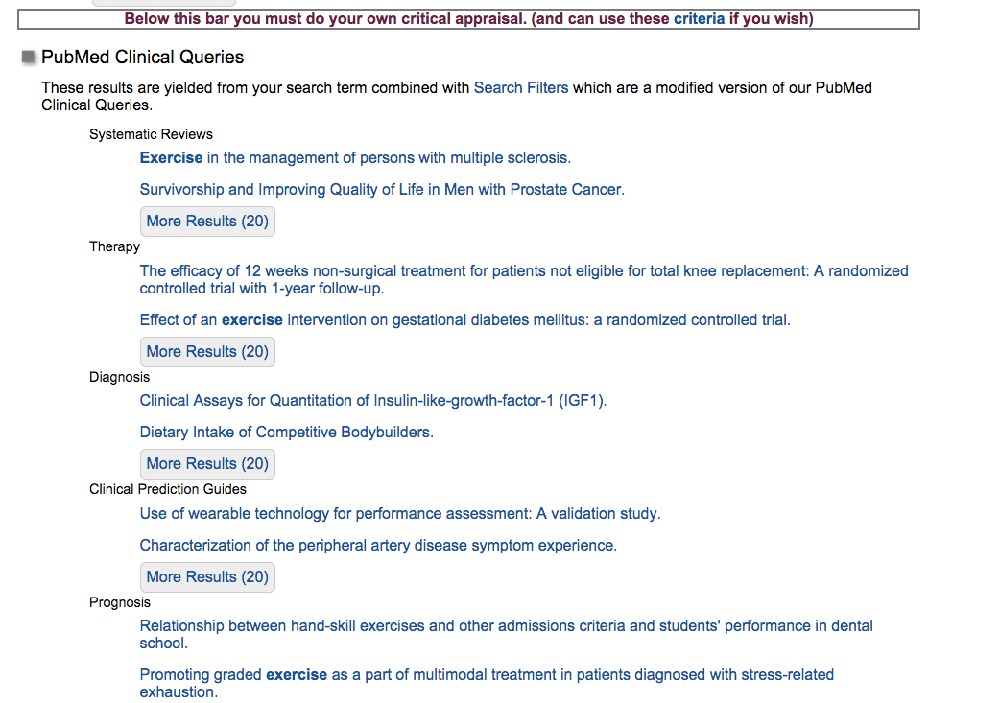 Below this bar you must do your own critical appraisal. (and can use these criteria if you wish)
PubMed Clinical Queries
These results are yielded from your search term combined with Search Filters which are a modified version of our PubMed
Clinical Queries.
Systematic Reviews
Exercise in the management of persons with multiple sclerosis.
Survivorship and Improving Quality of Life in Men with Prostate Cancer.
More Results (20)
Therapy
The efficacy of 12 weeks non-surgical treatment for patients not eligible for total knee replacement: A randomized
controlled trial with 1-year follow-up.
Effect of an exercise intervention on gestational diabetes mellitus: a randomized controlled trial.
More Results (20)
Diagnosis
Clinical Assays for Quantitation of Insulin-like-growth-factor-1 (IGF1).
Dietary Intake of Competitive Bodybuilders.
More Results (20)
Clinical Prediction Guides
Use of wearable technology for performance assessment: A validation study.
Characterization of the peripheral artery disease symptom experience.
More Results (20)
Prognosis
Relationship between hand-skill exercises and other admissions criteria and students' performance in dental
school.
Promoting graded exercise as a part of multimodal treatment in patients diagnosed with stress-related
exhaustion.